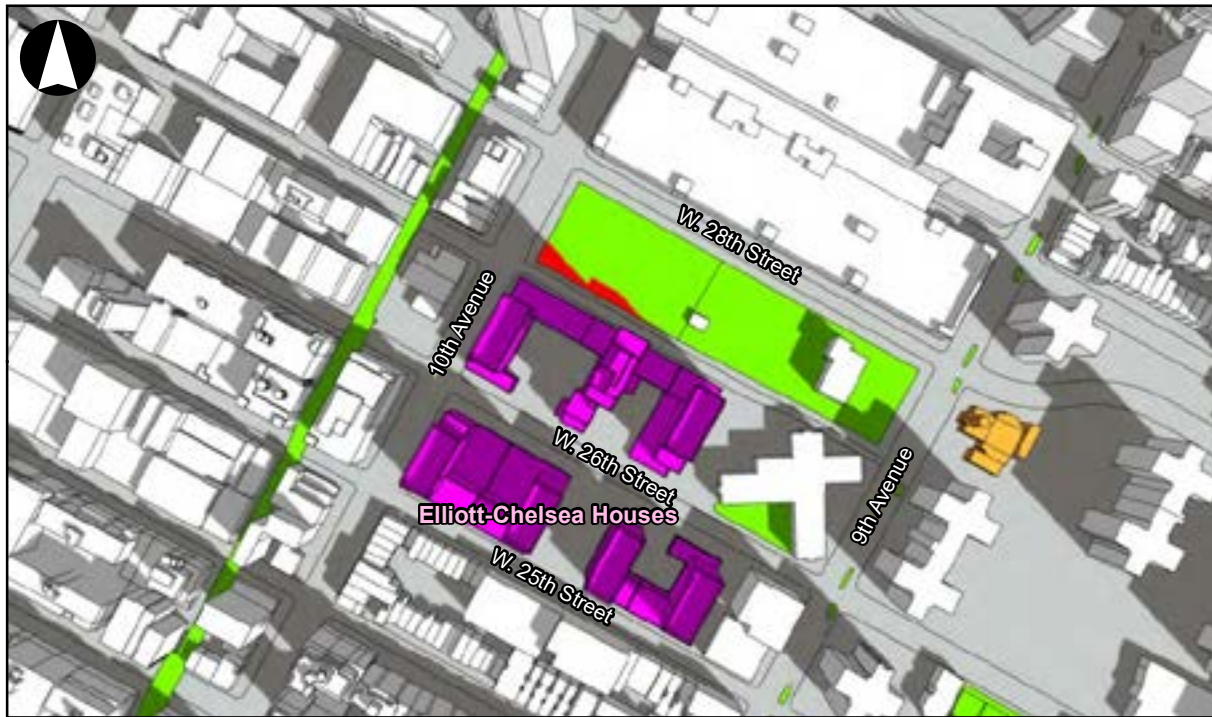 W. 28th Street
10th Avenue
W. 26th Street
9th Avenue
Elliott-Chelsea Houses
W. 25th Street